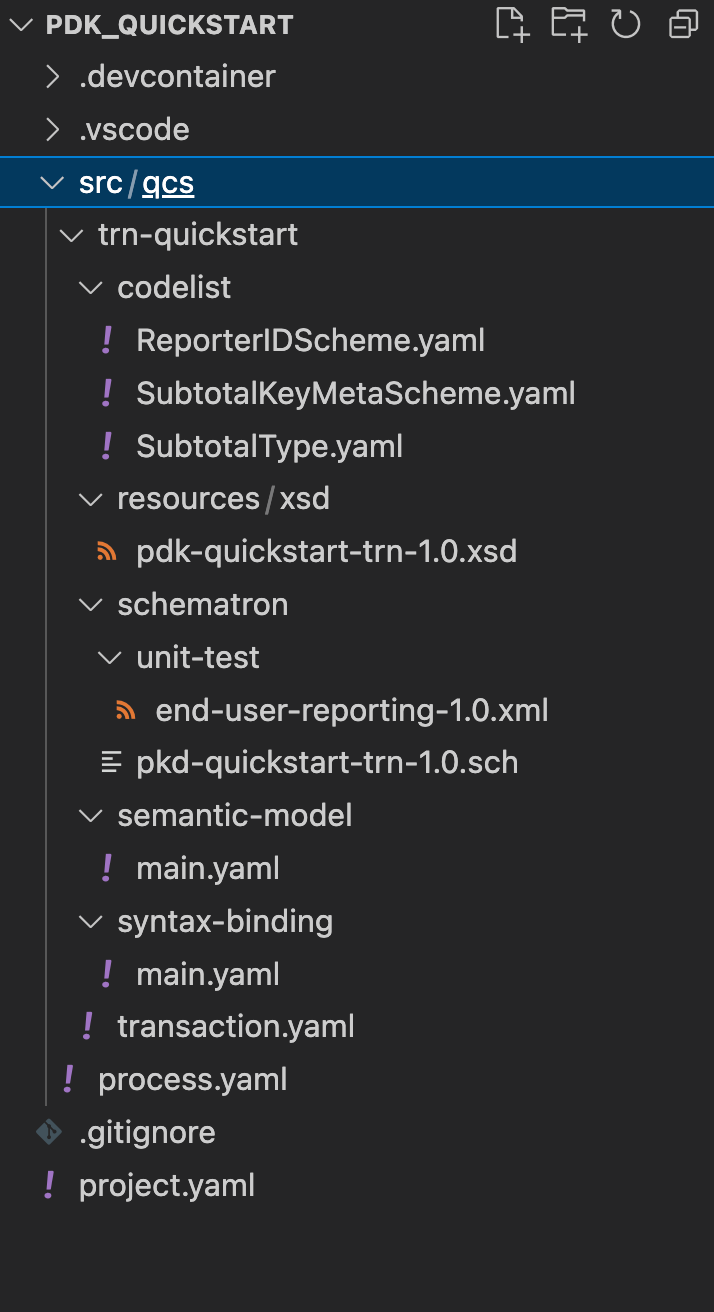 PDK_QUICKSTART
.devcontainer
.vscode
src/qcs
trn-quickstart
codelist
ReporterIDScheme.yaml
SubtotalKeyMetaScheme.yaml
SubtotalType.yaml
resources/xsd
pdk-quickstart-trn-1.0.xsd
schematron
unit-test
end-user-reporting-1.0.xml
pkd-quickstart-trn-1.0.sch
semantic-model
main.yaml
syntax-binding
main.yaml
transaction.yaml
process.yaml
.gitignore
project.yaml